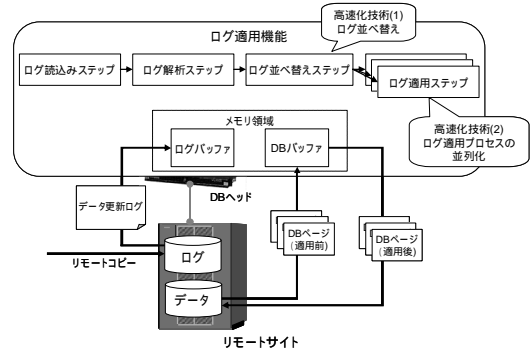 高速化技術(1)
ログ並べ替え
ログ適用機能
ログ読込みステップ
ログ解析ステップ
ログ並べ替えステップ
ログ適用ステップ
高速化技術(2)
ログ適用プロセスの
並列化
メモリ領域
ログバッファ
DBバッファ
DBヘッド
データ更新ログ
DBページ
(適用前)
DBページ
(適用後)
リモートコピー
ログ
データ
リモートサイト